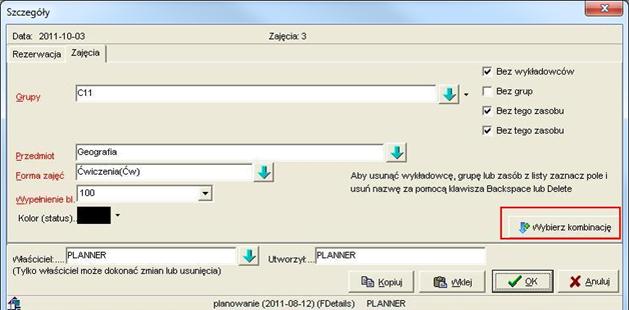 Szczegóły
Data: 2011-10-03 Zajęcia: 3
Rezerwacja Zajęcia
Bez wykładowców
Grupy C11 Bez grup
Bez tego zasobu
Bez tego zasobu
Przedmiot Geografia
Forma zajęć Ćwiczenia(Ćw)
Wypełnienie bl. 100
Aby usunąć wykładowcę, grupę lub zasób z listy zaznacz pole i
usuń nazwę za pomocą klawisza Backspace lub Delete
Kolor (status).
Wybierz kombinację
Właściciel:... PLANNER Utworzył: PLANNER
(Tylko właściciel może dokonać zmian lub usunięcia)
Kopiuj Wklej OK Anuluj
planowanie (2011-08-12) (FDetails) PLANNER